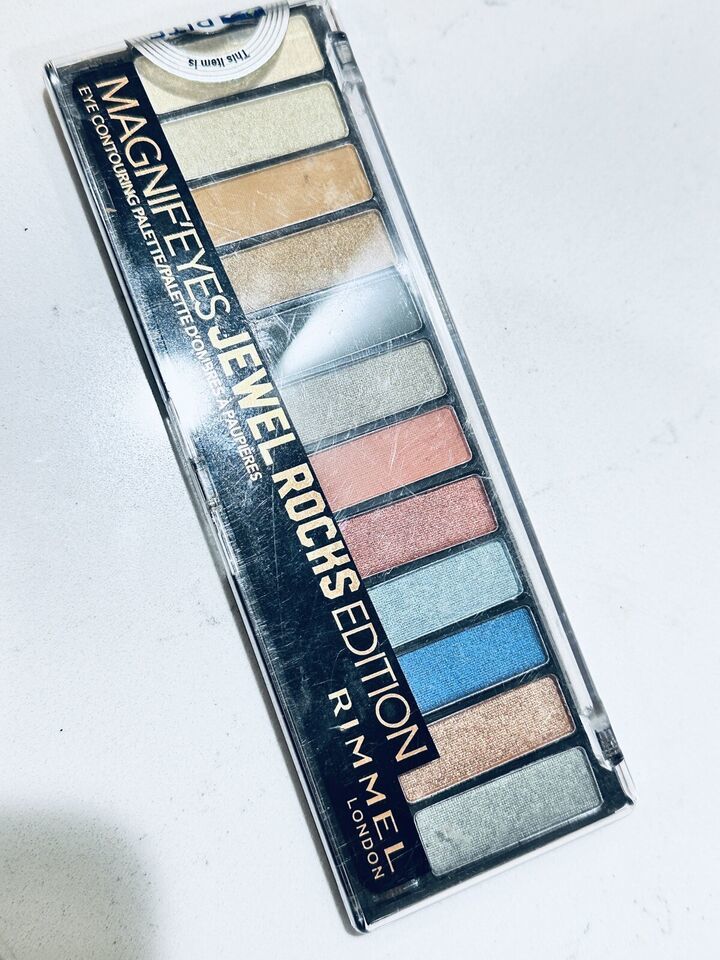 This Item Is
MAGNIF'EYES JEWEL ROCKS EDITION
EYE CONTOURING PALETTE/PALETTE D'OMBRES À PAUPIÈRES
RIMMEL
LONDON